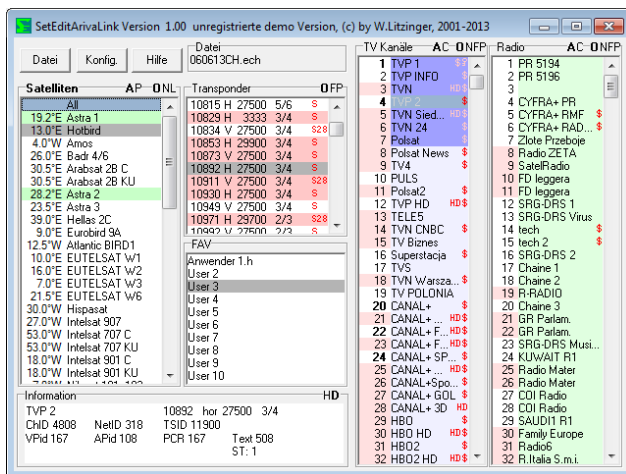 SetEditArivaLink Version 1.00 unregistrierte demo Version, (c) by W.Litzinger, 2001-2013
Datei Konfig. Hilfe
Datei
060613CH.ech
Satelliten AP ONL
All
19.2°E Astra 1
13.0°E Hotbird
4.0°W Amos
26.0°E Badr 4/6
30.5°E Arabsat 2B C
30.5°E Arabsat 2B KU
28.2°E Astra 2
23.5°E Astra 3
39.0°E Hellas 2C
9.0°E Eurobird 9A
12.5°W Atlantic BIRD1
10.0°E EUTELSAT W1
16.0°E EUTELSAT W2
7.0°E EUTELSAT W3
21.5°E EUTELSAT W6
30.0°W Hispasat
27.0°W Intelsat 907
53.0°W Intelsat 707 C
53.0°W Intelsat 707 KU
18.0°W Intelsat 901 C
18.0°W Intelsat 901 KU
Transponder OFP
10815 H 27500 5/6 S
10829 H 3333 3/4 S
10834 V 27500 3/4 S28
10853 H 29900 3/4 S
10873 V 27500 3/4 S
10892 H 27500 3/4 S
10911 V 27500 3/4 S28
10930 H 27500 3/4 S
10949 V 27500 3/4 S
10971 H 29700 2/3 S28
10992 V 27500 2/3 S
FAV
Anwender 1.h
User 2
User 3
User 4
User 5
User 6
User 7
User 8
User 9
User 10
TV Kanäle AC ONFP
1 TVP 1
2 TVP INFO $
3 TVN HD$
4 TVP 2 $
5 TVN Sied... HD$
6 TVN 24 $
7 Polsat $
8 Polsat News $
9 TV4 $
10 PULS
11 Polsat2 $
12 TVP HD HD$
13 TELE5
14 TVN CNBC $
15 TV Biznes
16 Superstacja $
17 TVS
18 TVN Warsza... $
19 TV POLONIA
20 CANAL+ $
21 CANAL+ ... HD$
22 CANAL+ F... HD$
23 CANAL+ F... HD$
24 CANAL+ SP... $
25 CANAL+ ... HD$
26 CANAL+Spo... $
27 CANAL+ GOL $
28 CANAL+ 3D HD
29 HBO $
30 HBO HD HD$
31 HBO2 $
32 HBO2 HD HD$
Radio AC ONFP
1 PR 5194
2 PR 5196
3
4 CYFRA+ PR
5 CYFRA+ RMF $
6 CYFRA+ RAD... $
7 Zlote Przeboje
8 Radio ZETA
9 SatelRadio
10 FD leggera
11 FD leggera
12 SRG-DRS 1
13 SRG-DRS Virus
14 tech $
15 tech 2 $
16 SRG-DRS 2
17 Chaine 1
18 Chaine 2
19 R-RADIO
20 Chaine 3
21 GR Parlam.
22 GR Parlam.
23 SRG-DRS Musi...
24 KUWAIT R1
25 Radio Mater
26 Radio Mater
27 COI Radio
28 COI Radio
29 SAUDI1 R1
30 Family Europe
31 Radio6
32 R.Italia S.m.i.
Information HD
TVP 2 10892 hor 27500 3/4
ChID 4808 NetID 318 TSID 11900
VPid 167 APid 108 PCR 167 Text 508
ST: 1